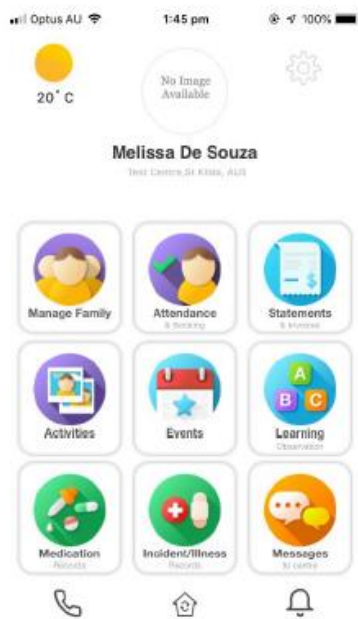 Optus AU 1:45 pm 100%
20° C
No Image
Available
Melissa De Souza
Test Centre, St Kilda, AUS
Manage Family Attendance Statements
& Booking & Invoices
Activities Events Learning
A
B C
Observation
Medication Incident/Illness Messages
Records Records to centre